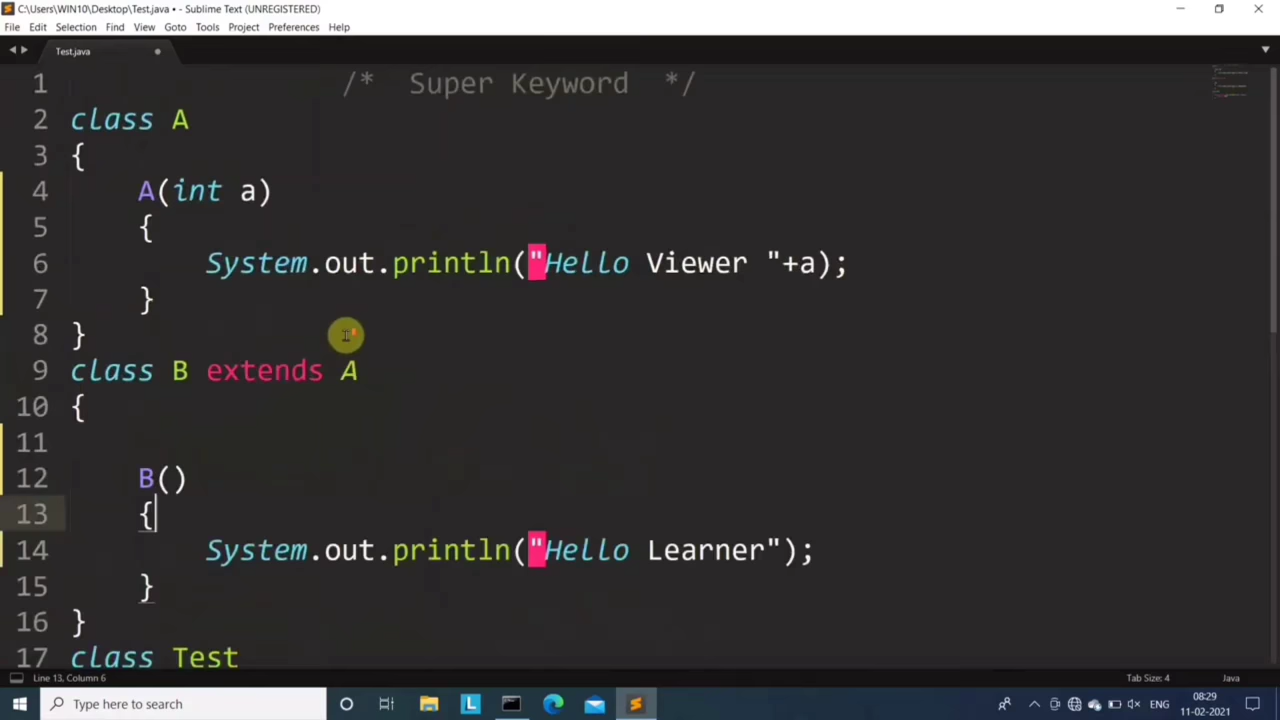 C:\Users\WIN10\Desktop\Test.java • - Sublime Text (UNREGISTERED)
File Edit Selection Find View Goto Tools Project Preferences Help
Test.java
1 /* Super Keyword */
2 class A
3 {
4 A(int a)
5 {
6 System.out.println("Hello Viewer "+a);
7 }
8 }
9 class B extends A
10 {
11
12 B()
13 {
14 System.out.println("Hello Learner");
15 }
16 }
17 class Test
Line 13, Column 6 Tab Size: 4 Java
Type here to search L ENG 08:29
11-02-2021